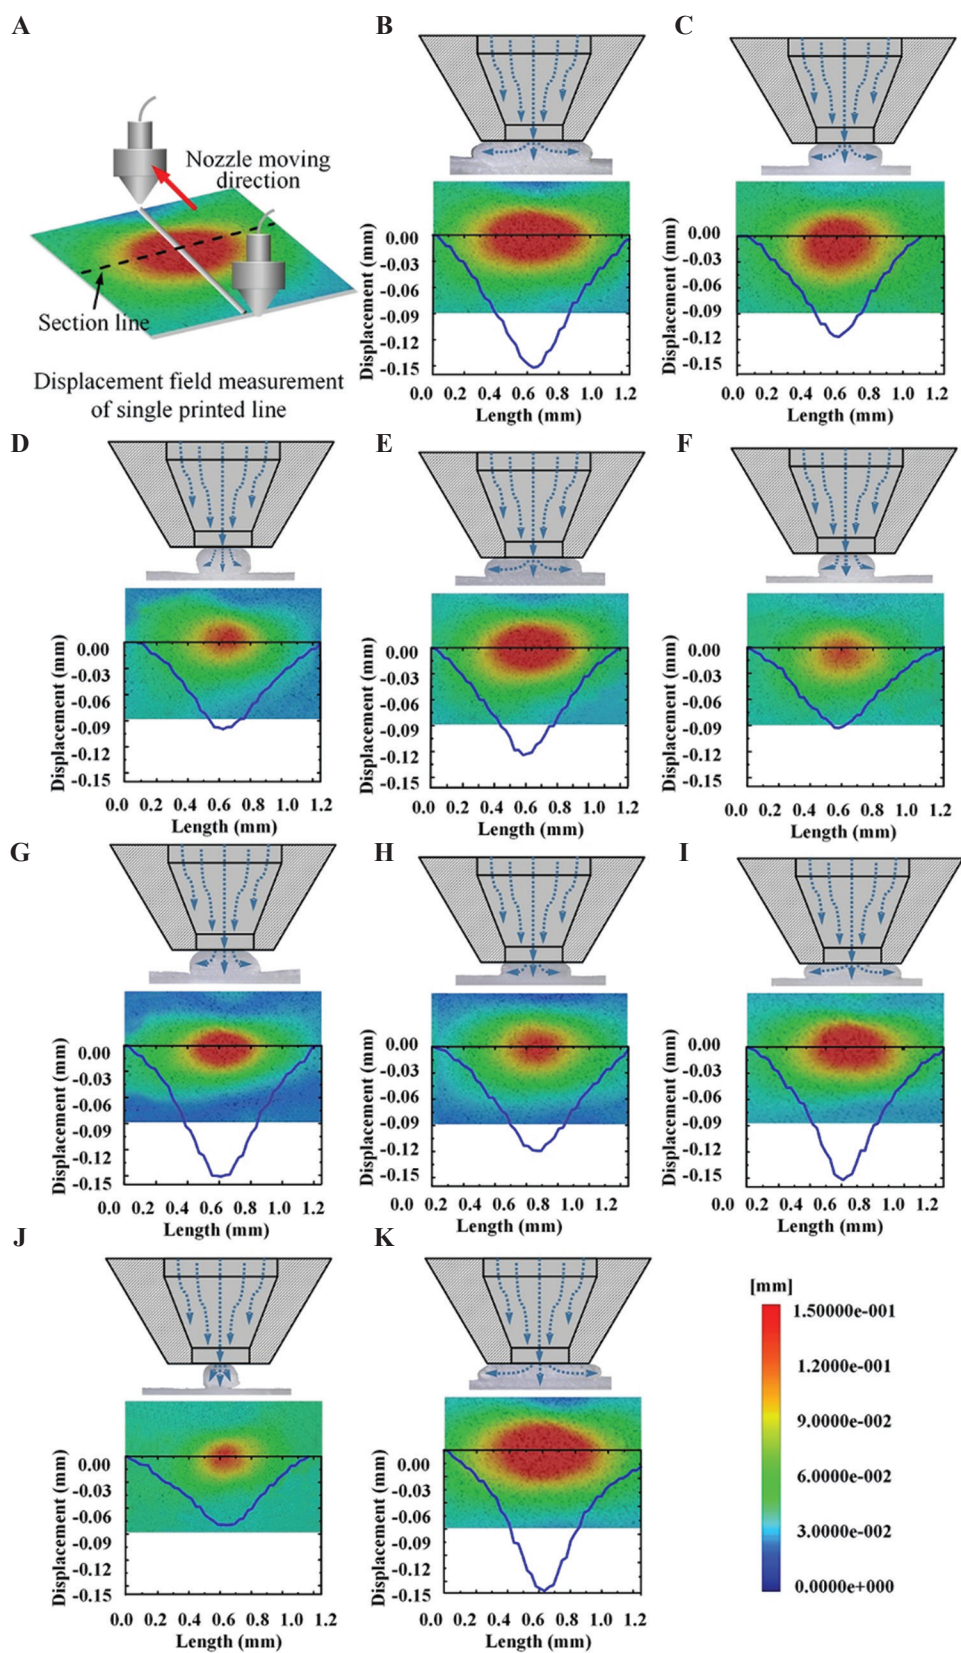 A
Nozzle moving
direction
Section line
Displacement field measurement
of single printed line
B
Displacement (mm)
0.00
-0.03
-0.06
-0.09
-0.12
-0.15
0.0 0.2 0.4 0.6 0.8 1.0 1.2
Length (mm)
C
Displacement (mm)
0.00
-0.03
-0.06
-0.09
-0.12
-0.15
0.0 0.2 0.4 0.6 0.8 1.0 1.2
Length (mm)
D
Displacement (mm)
0.00
-0.03
-0.06
-0.09
-0.12
-0.15
0.0 0.2 0.4 0.6 0.8 1.0 1.2
Length (mm)
E
Displacement (mm)
0.00
-0.03
-0.06
-0.09
-0.12
-0.15
0.0 0.2 0.4 0.6 0.8 1.0 1.2
Length (mm)
F
Displacement (mm)
0.00
-0.03
-0.06
-0.09
-0.12
-0.15
0.0 0.2 0.4 0.6 0.8 1.0 1.2
Length (mm)
G
Displacement (mm)
0.00
-0.03
-0.06
-0.09
-0.12
-0.15
0.0 0.2 0.4 0.6 0.8 1.0 1.2
Length (mm)
H
Displacement (mm)
0.00
-0.03
-0.06
-0.09
-0.12
-0.15
0.0 0.2 0.4 0.6 0.8 1.0 1.2
Length (mm)
I
Displacement (mm)
0.00
-0.03
-0.06
-0.09
-0.12
-0.15
0.0 0.2 0.4 0.6 0.8 1.0 1.2
Length (mm)
J
Displacement (mm)
0.00
-0.03
-0.06
-0.09
-0.12
-0.15
0.0 0.2 0.4 0.6 0.8 1.0 1.2
Length (mm)
K
Displacement (mm)
0.00
-0.03
-0.06
-0.09
-0.12
-0.15
0.0 0.2 0.4 0.6 0.8 1.0 1.2
Length (mm)
[mm]
1.50000e-001
1.2000e-001
9.0000e-002
6.0000e-002
3.0000e-002
0.0000e+000